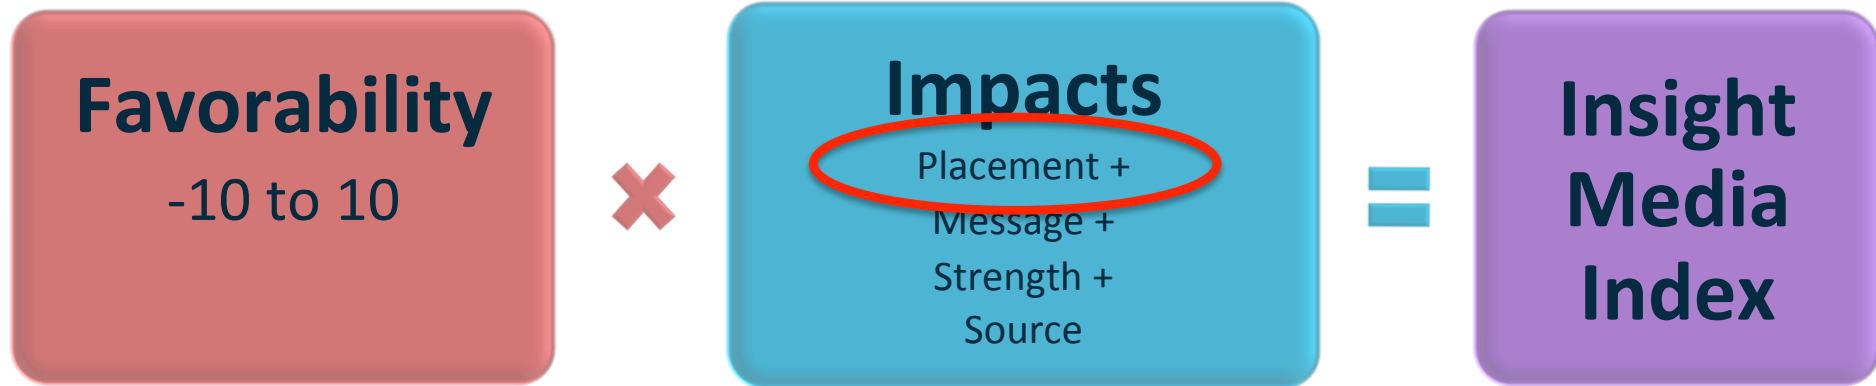 Favorability
-10 to 10
Impacts
Placement +
Message +
Strength +
Source
Insight
Media
Index